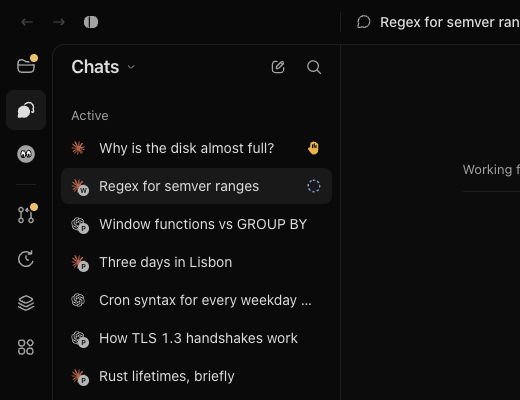 Regex for semver ran
Chats
Active
Why is the disk almost full?
Regex for semver ranges
W
Window functions vs GROUP BY
P
Three days in Lisbon
P
Cron syntax for every weekday ...
How TLS 1.3 handshakes work
P
Rust lifetimes, briefly
P
Working f